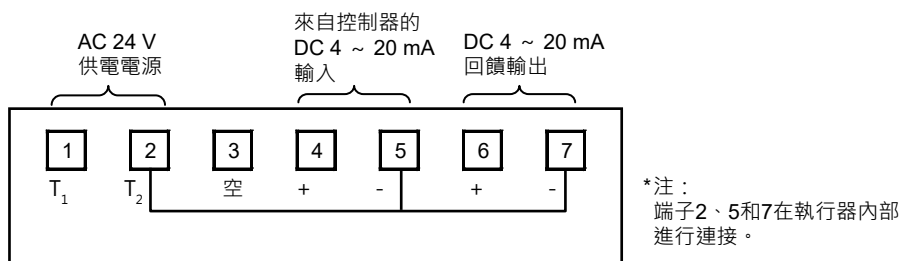 AC 24 V
供電電源
來自控制器的
DC 4 ~ 20 mA
輸入
DC 4 ~ 20 mA
回饋輸出
1 2 3 4 5 6 7
T1 T2 空 + - + -
*注：
端子2、5和7在執行器內部
進行連接。